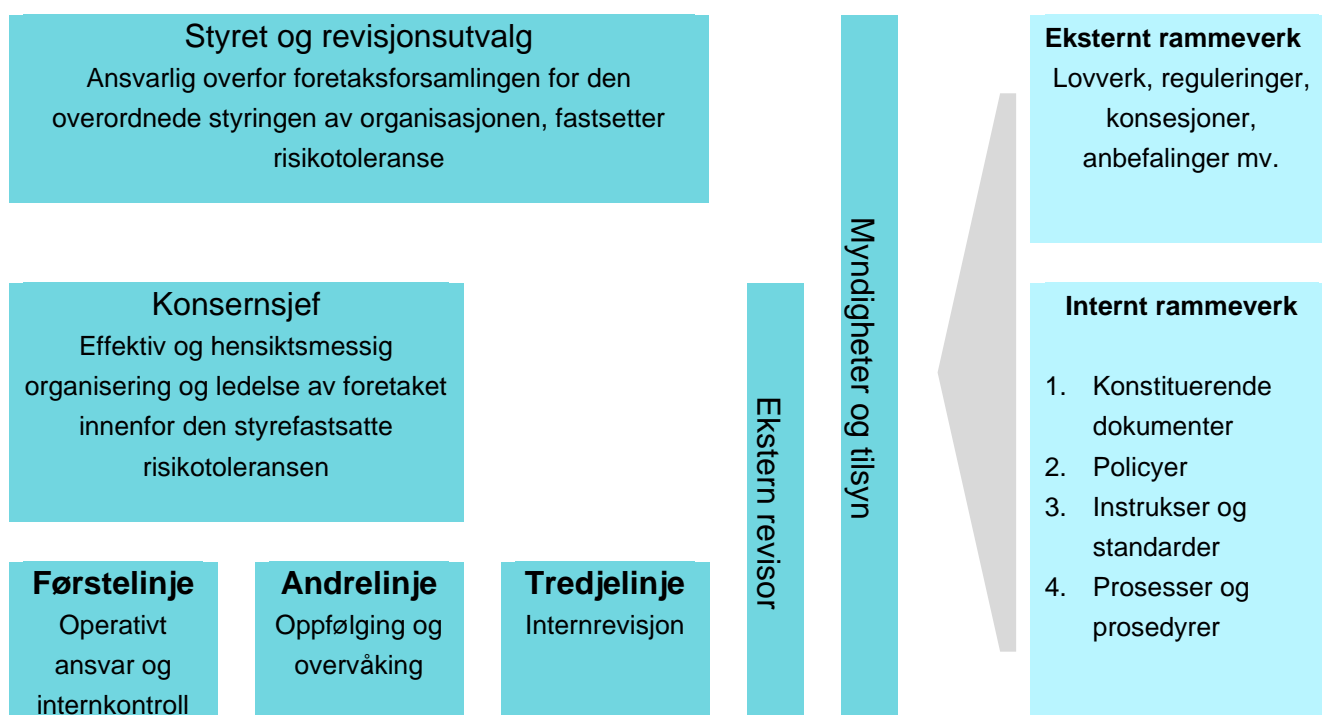 Styret og revisjonsutvalg
Ansvarlig overfor foretaksforsamlingen for den
overordnede styringen av organisasjonen, fastsetter
risikotoleranse
Konsernsjef
Effektiv og hensiktsmessig
organisering og ledelse av foretaket
innenfor den styrefastsatte
risikotoleransen
Førstelinje
Operativt
ansvar og
internkontroll
Andrelinje
Oppfølging og
overvåking
Tredjelinje
Internrevisjon
Ekstern revisor
Myndigheter og tilsyn
Eksternt rammeverk
Lovverk, reguleringer,
konsesjoner,
anbefalinger mv.
Internt rammeverk
1. Konstituerende
dokumenter
2. Policyer
3. Instrukser og
standarder
4. Prosesser og
prosedyrer